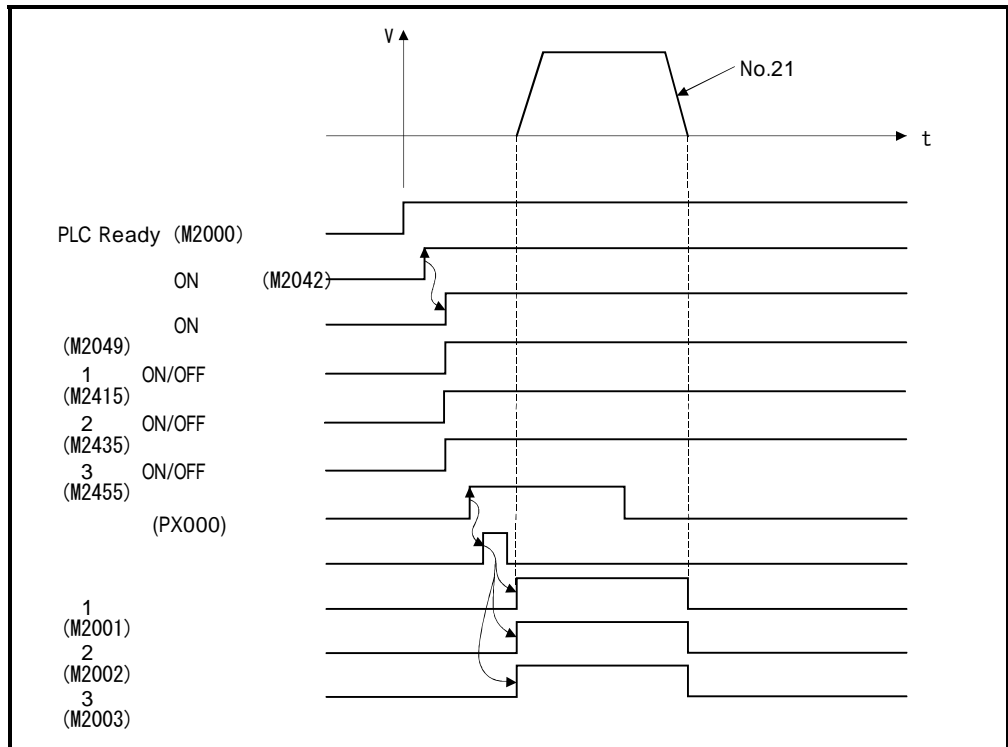 V
No.21
t
PLC Ready (M2000)
ON (M2042)
ON
(M2049)
1 ON/OFF
(M2415)
2 ON/OFF
(M2435)
3 ON/OFF
(M2455)
(PX000)
1
(M2001)
2
(M2002)
3
(M2003)